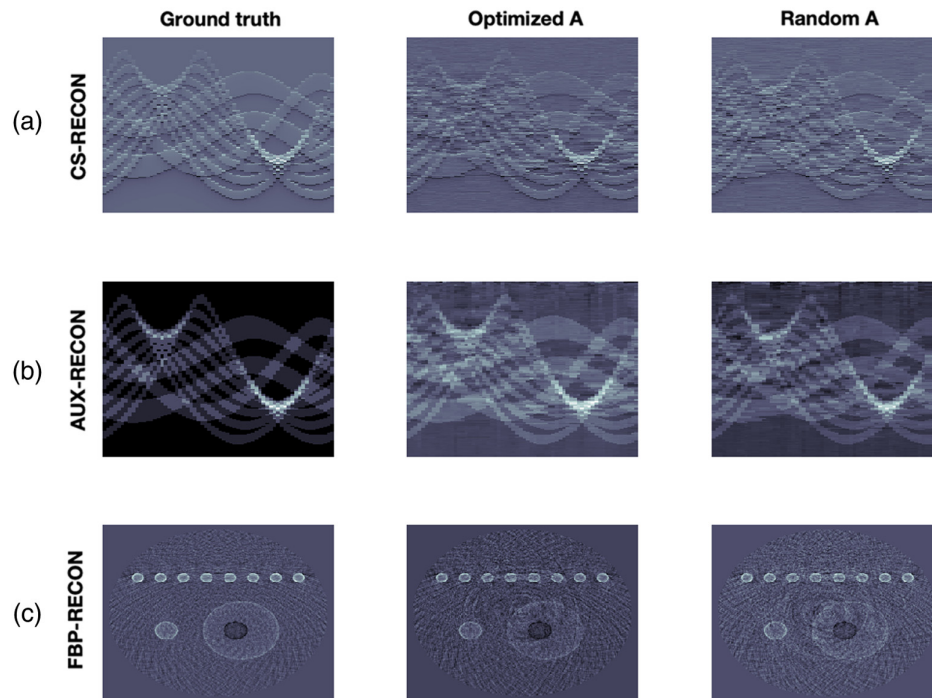 Ground truth
Optimized A
Random A
(a)
CS-RECON
(b)
AUX-RECON
(c)
FBP-RECON